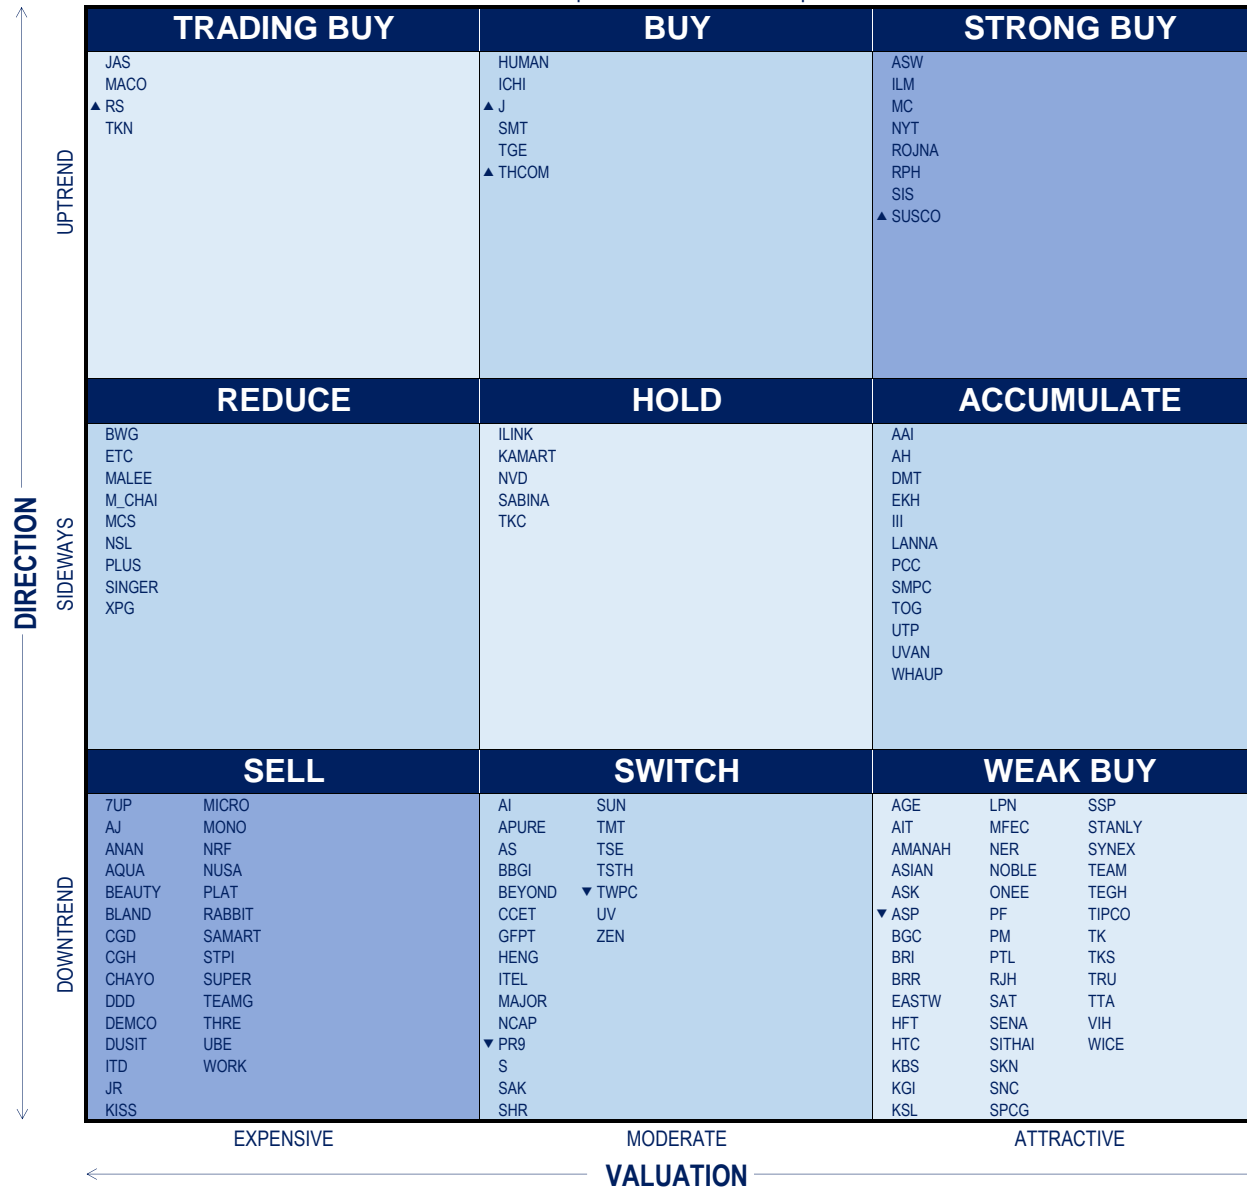 TRADING BUY
JAS
MACO
▲ RS
TKN
BUY
HUMAN
ICHI
▲ J
SMT
TGE
▲ THCOM
STRONG BUY
ASW
ILM
MC
NYT
ROJNA
RPH
SIS
▲ SUSCO
UPTREND
REDUCE
BWG
ETC
MALEE
M_CHAI
MCS
NSL
PLUS
SINGER
XPG
HOLD
ILINK
KAMART
NVD
SABINA
TKC
ACCUMULATE
AAI
AH
DMT
EKH
III
LANNA
PCC
SMPC
TOG
UTP
UVAN
WHAUP
DIRECTION
SIDEWAYS
SELL
7UP MICRO
AJ MONO
ANAN NRF
AQUA NUSA
BEAUTY PLAT
BLAND RABBIT
CGD SAMART
CGH STPI
CHAYO SUPER
DDD TEAMG
DEMCO THRE
DUSIT UBE
ITD WORK
JR
KISS
SWITCH
AI SUN
APURE TMT
AS TSE
BBGI TSTH
BEYOND ▼ TWPC
CCET UV
GFPT ZEN
HENG
ITEL
MAJOR
NCAP
▼ PR9
S
SAK
SHR
WEAK BUY
AGE LPN SSP
AIT MFEC STANLY
AMANAH NER SYNEX
ASIAN NOBLE TEAM
ASK ONEE TEGH
▼ ASP PF TIPCO
BGC PM TK
BRI PTL TKS
BRR RJH TRU
EASTW SAT TTA
HFT SENA VIH
HTC SITHAI WICE
KBS SKN
KGI SNC
KSL SPCG
DOWNTREND
EXPENSIVE MODERATE ATTRACTIVE
VALUATION